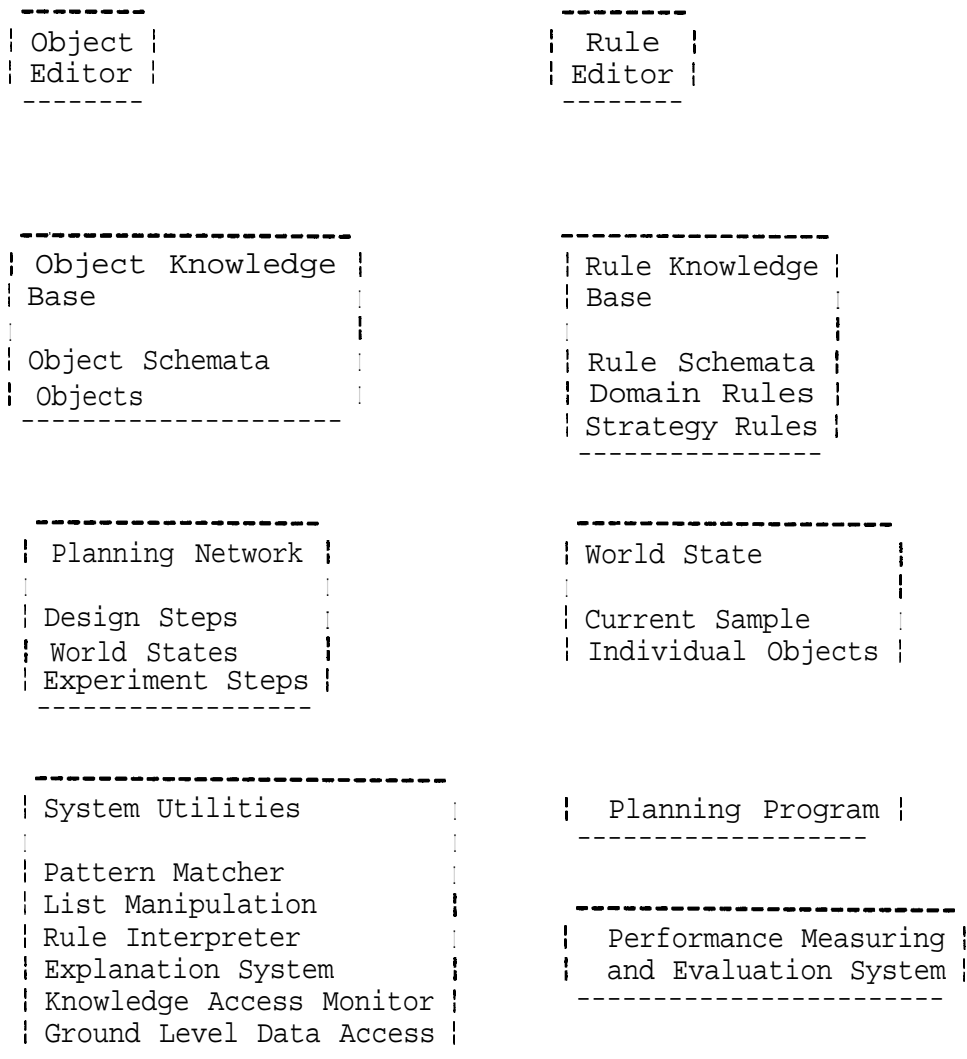 Object
Editor
Rule
Editor
Object Knowledge
Base
Object Schemata
Objects
Rule Knowledge
Base
Rule Schemata
Domain Rules
Strategy Rules
Planning Network
Design Steps
World States
Experiment Steps
World State
Current Sample
Individual Objects
System Utilities
Pattern Matcher
List Manipulation
Rule Interpreter
Explanation System
Knowledge Access Monitor
Ground Level Data Access
Planning Program
Performance Measuring
and Evaluation System